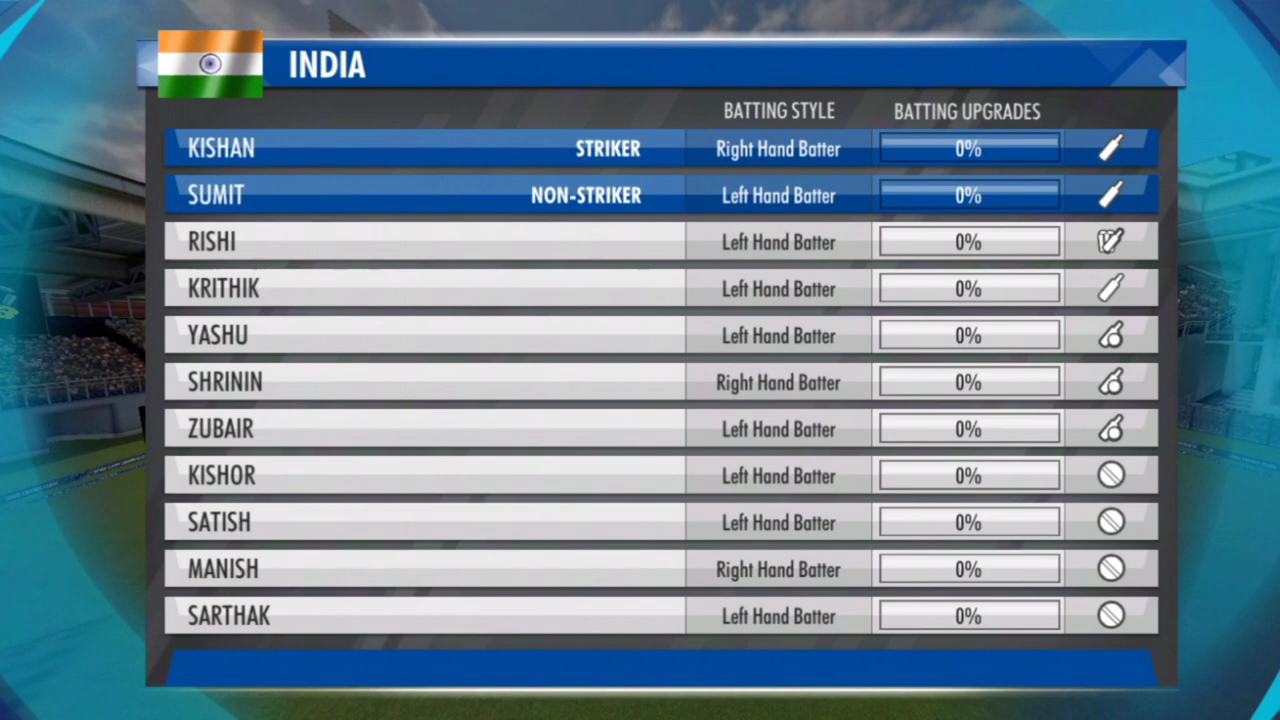 INDIA
BATTING STYLE BATTING UPGRADES
KISHAN STRIKER Right Hand Batter 0%
SUMIT NON-STRIKER Left Hand Batter 0%
RISHI Left Hand Batter 0%
KRITHIK Left Hand Batter 0%
YASHU Left Hand Batter 0%
SHRININ Right Hand Batter 0%
ZUBAIR Left Hand Batter 0%
KISHOR Left Hand Batter 0%
SATISH Left Hand Batter 0%
MANISH Right Hand Batter 0%
SARTHAK Left Hand Batter 0%